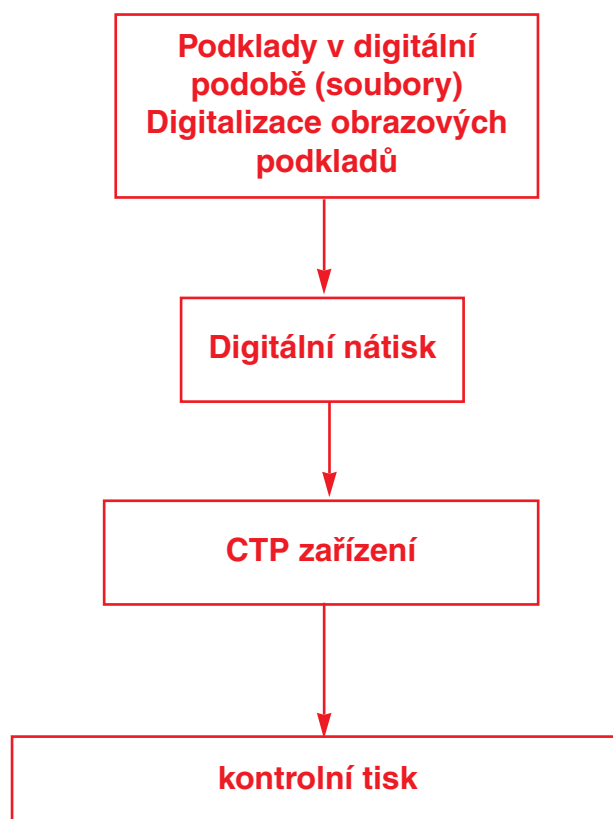 Podklady v digitální
podobě (soubory)
Digitalizace obrazových
podkladů
Digitální nátisk
CTP zařízení
kontrolní tisk